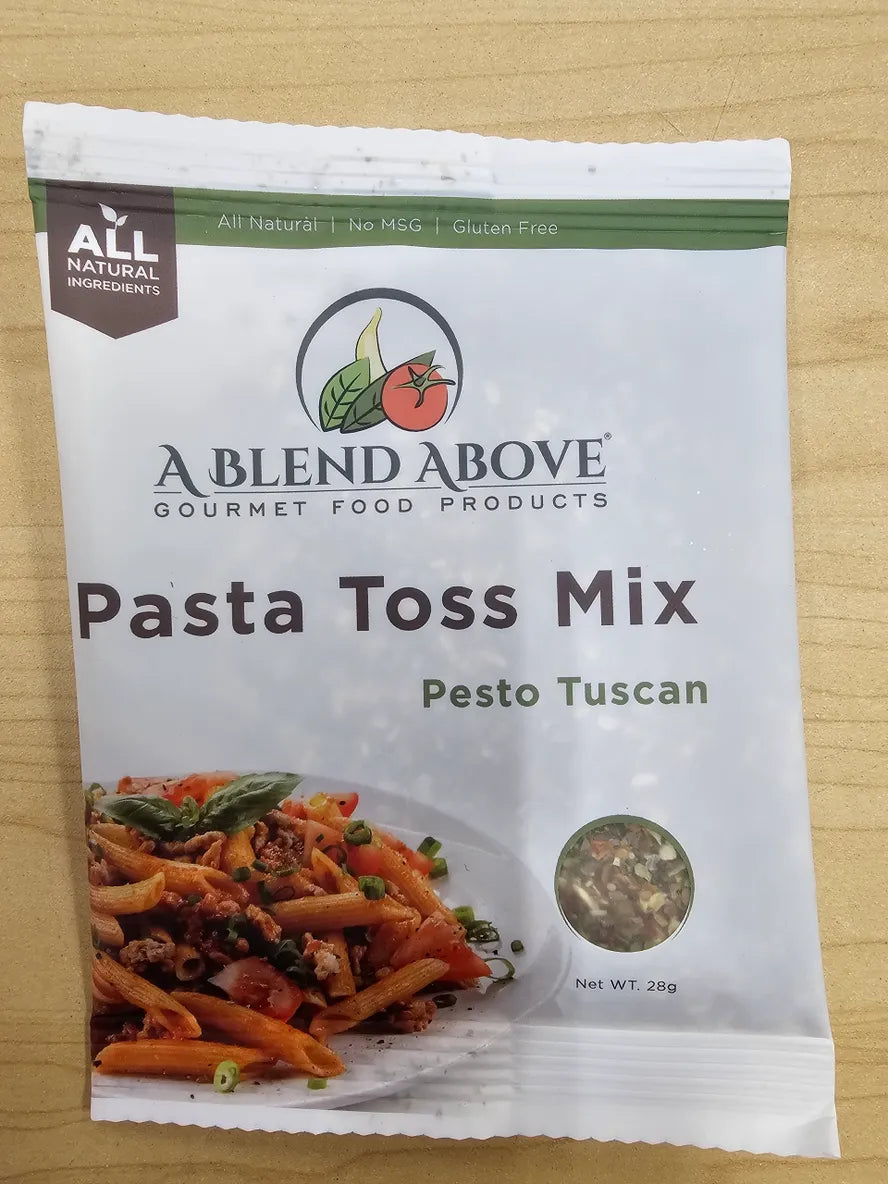 All Natural | No MSG | Gluten Free
ALL
NATURAL
INGREDIENTS
A BLEND ABOVE®
GOURMET FOOD PRODUCTS
Pasta Toss Mix
Pesto Tuscan
Net WT. 28g